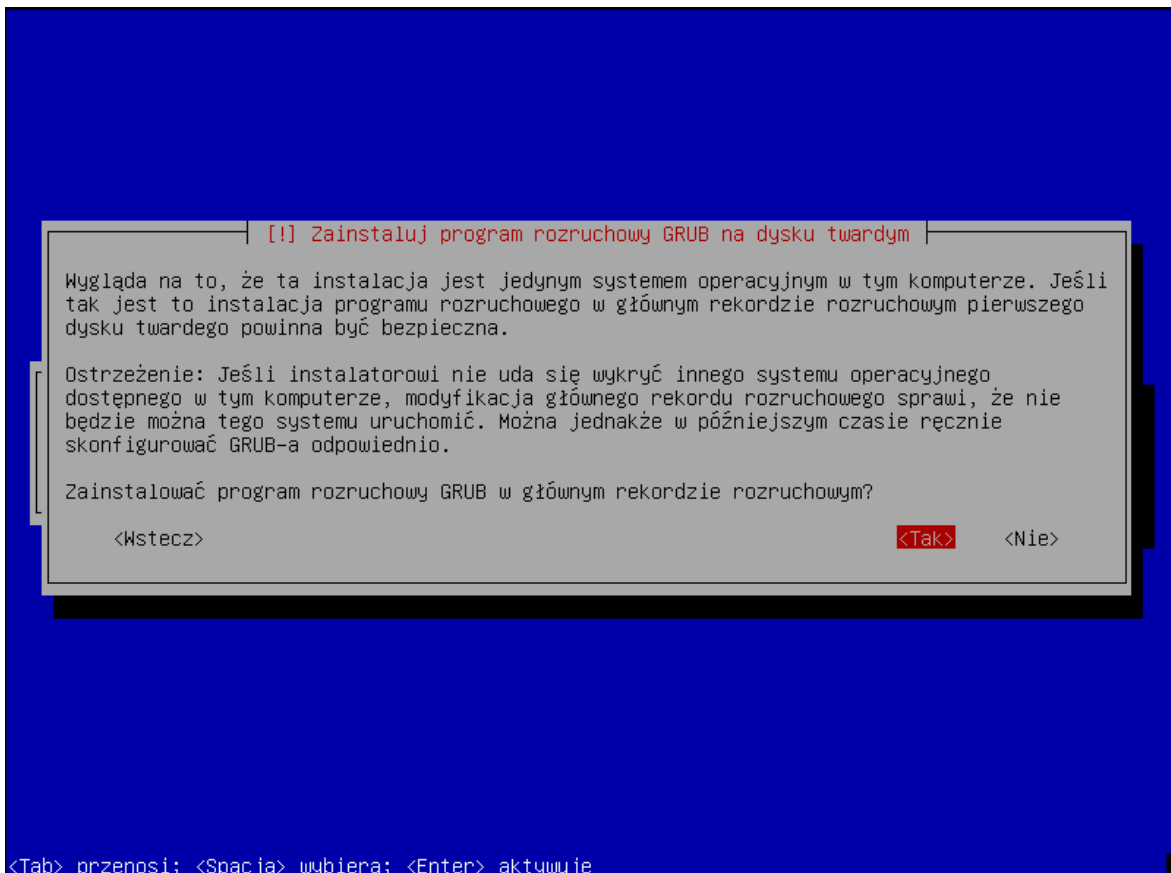 [!] Zainstaluj program rozruchowy GRUB na dysku twardym
Wygląda na to, że ta instalacja jest jedynym systemem operacyjnym w tym komputerze. Jeśli
tak jest to instalacja programu rozruchowego w głównym rekordzie rozruchowym pierwszego
dysku twardego powinna być bezpieczna.
Ostrzeżenie: Jeśli instalatorowi nie uda się wykryć innego systemu operacyjnego
dostępnego w tym komputerze, modyfikacja głównego rekordu rozruchowego sprawi, że nie
będzie można tego systemu uruchomić. Można jednakże w późniejszym czasie ręcznie
skonfigurować GRUB-a odpowiednio.
Zainstalować program rozruchowy GRUB w głównym rekordzie rozruchowym?
<Wstecz> <Tak> <Nie>
<Tab> przenosi; <Spacja> wybiera; <Enter> aktywuje